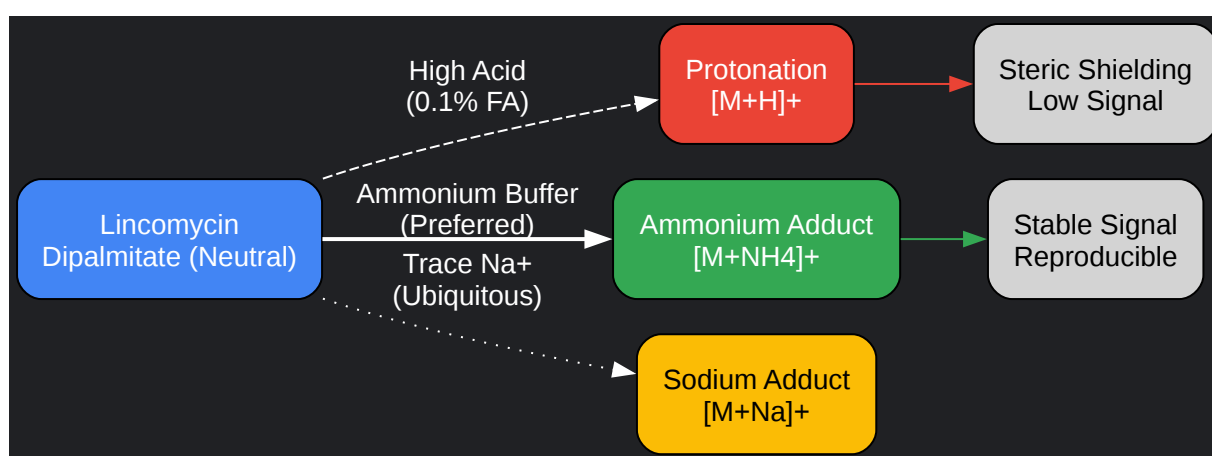 High Acid
(0.1% FA)
Protonation
[M+H]+
Steric Shielding
Low Signal
Lincomycin
Dipalmitate (Neutral)
Ammonium Buffer
(Preferred)
Trace Na+
(Ubiquitous)
Ammonium Adduct
[M+NH4]+
Stable Signal
Reproducible
Sodium Adduct
[M+Na]+